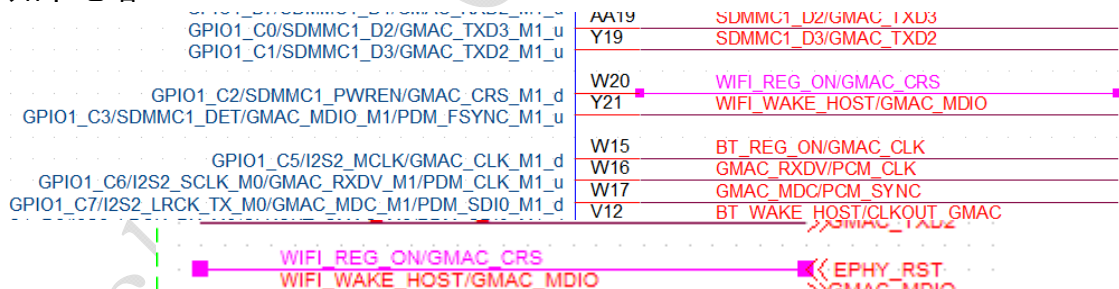 AA19 SDMMC1_D2/GMAC_TXD3
GPIO1_C0/SDMMC1_D2/GMAC_TXD3_M1_u Y19 SDMMC1_D3/GMAC_TXD2
GPIO1_C1/SDMMC1_D3/GMAC_TXD2_M1_u
W20 WIFI_REG_ON/GMAC_CRS
GPIO1_C2/SDMMC1_PWREN/GMAC_CRS_M1_d Y21 WIFI_WAKE_HOST/GMAC_MDIO
GPIO1_C3/SDMMC1_DET/GMAC_MDIO_M1/PDM_FSYNC_M1_u
W15 BT_REG_ON/GMAC_CLK
GPIO1_C5/I2S2_MCLK/GMAC_CLK_M1_d W16 GMAC_RXDV/PCM_CLK
GPIO1_C6/I2S2_SCLK_M0/GMAC_RXDV_M1/PDM_CLK_M1_u W17 GMAC_MDC/PCM_SYNC
GPIO1_C7/I2S2_LRCK_TX_M0/GMAC_MDC_M1/PDM_SDI0_M1_d V12 BT_WAKE_HOST/CLKOUT_GMAC
WIFI_REG_ON/GMAC_CRS EPHY_RST
WIFI_WAKE_HOST/GMAC_MDIO GMAC_MDIO